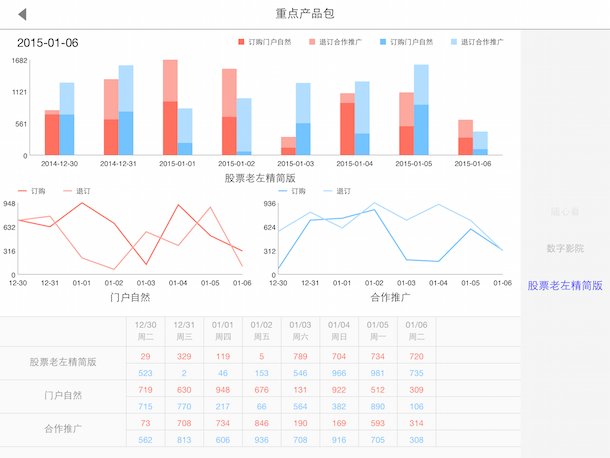 重点产品包
2015-01-06
订购门户自然 退订合作推广 订购门户自然 退订合作推广
1682
1121
561
0
2014-12-30 2014-12-31 2015-01-01 2015-01-02 2015-01-03 2015-01-04 2015-01-05 2015-01-06
股票老左精简版
订购 退订
948
632
316
0
12-30 12-31 01-01 01-02 01-03 01-04 01-05 01-06
门户自然
订购 退订
936
624
312
0
12-30 12-31 01-01 01-02 01-03 01-04 01-05 01-06
合作推广
随心看
数字影院
股票老左精简版
12/30 12/31 01/01 01/02 01/03 01/04 01/05 01/06
周二 周三 周四 周五 周六 周日 周一 周二
股票老左精简版
29 329 119 5 789 704 734 720
523 2 46 153 546 966 981 735
门户自然
719 630 948 676 131 922 512 309
715 770 217 66 564 382 890 106
合作推广
73 708 734 846 190 169 593 314
562 813 606 936 708 916 705 308